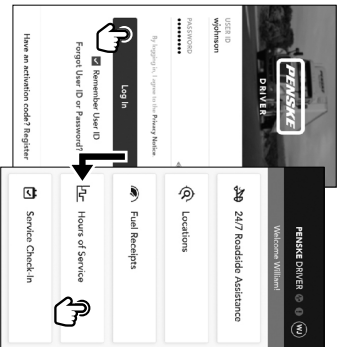 PENSKE
DRIVER
USER ID
wjohnson
PASSWORD
•••••••••
By logging in, I agree to the Privacy Notice.
Log In
Remember User ID
Forgot User ID or Password?
Have an activation code? Register
PENSKE DRIVER
WJ
Welcome William!
24/7 Roadside Assistance
Locations
Fuel Receipts
Hours of Service
Service Check-In